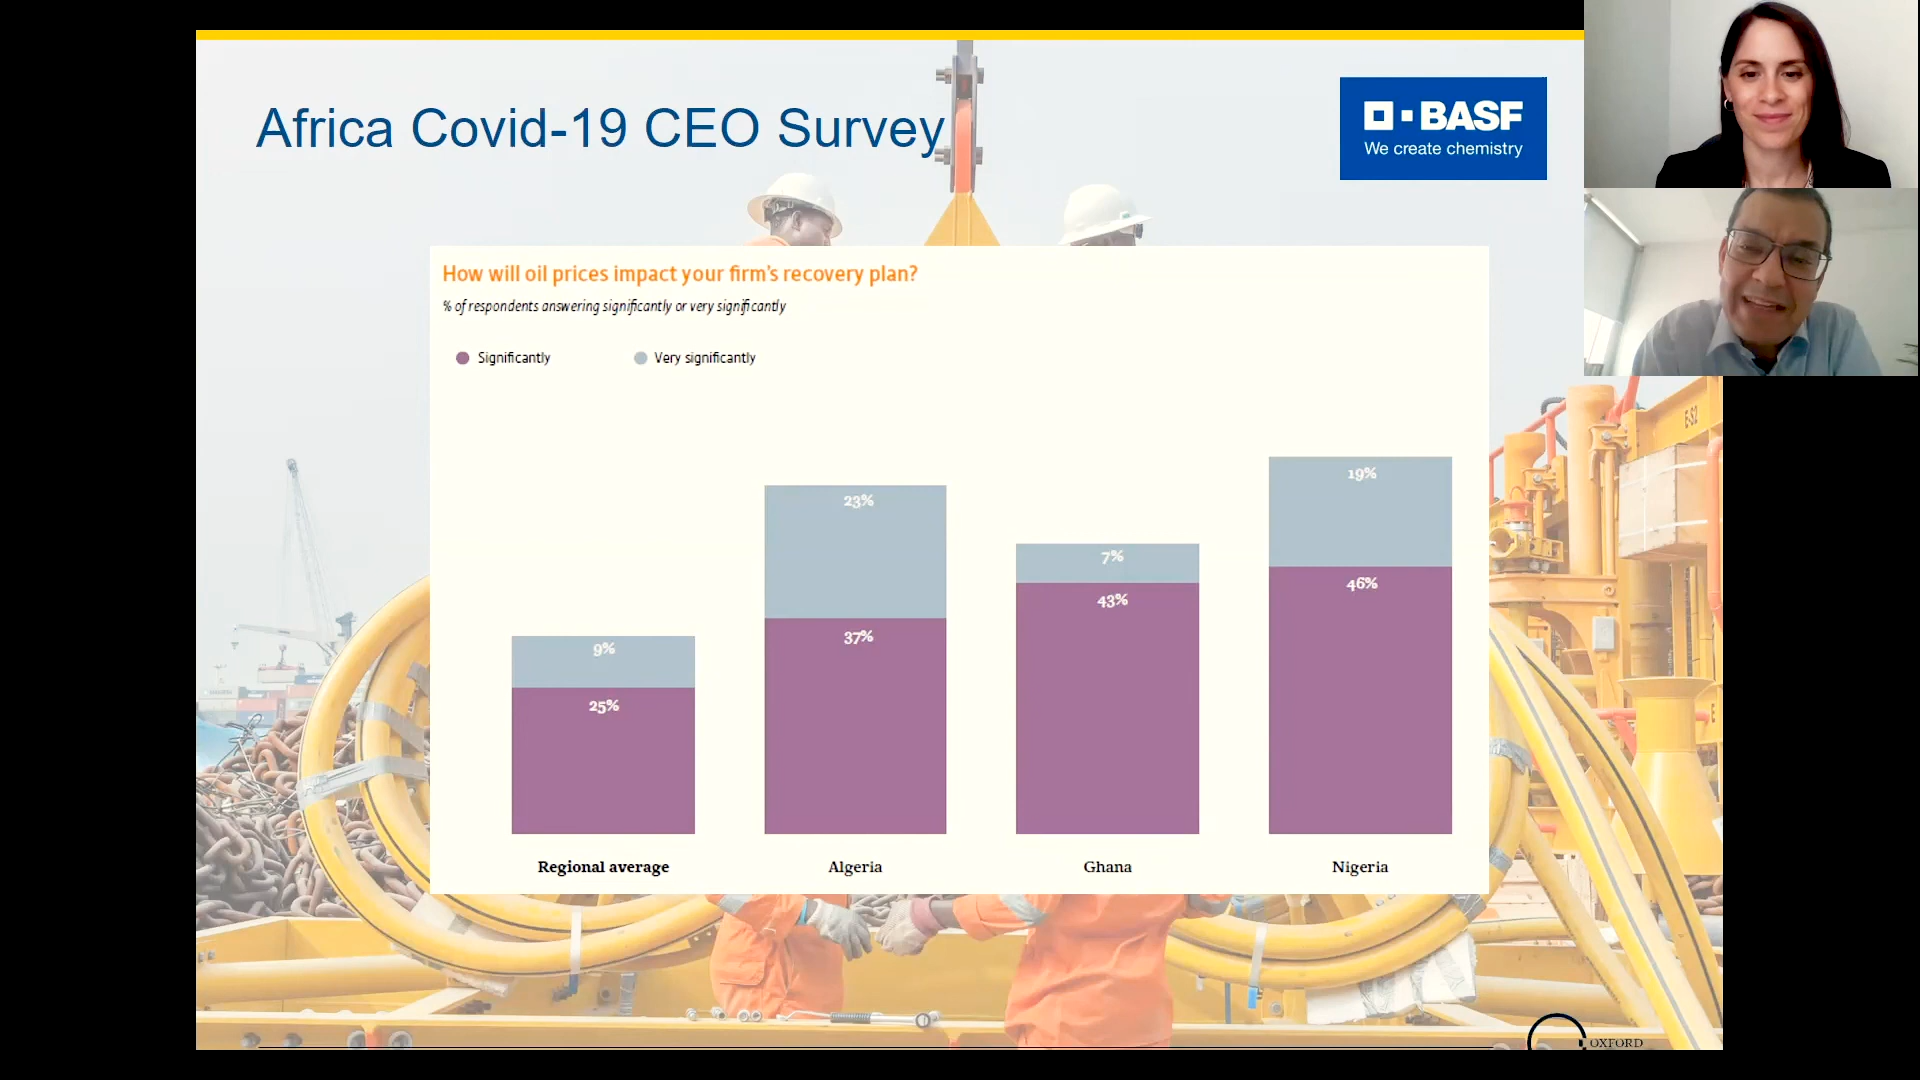 Africa Covid-19 CEO Survey
BASF
We create chemistry
How will oil prices impact your firm's recovery plan?
% of respondents answering significantly or very significantly
Significantly
Very significantly
9%
25%
23%
37%
7%
43%
19%
46%
Regional average
Algeria
Ghana
Nigeria
E-S2
OXFORD